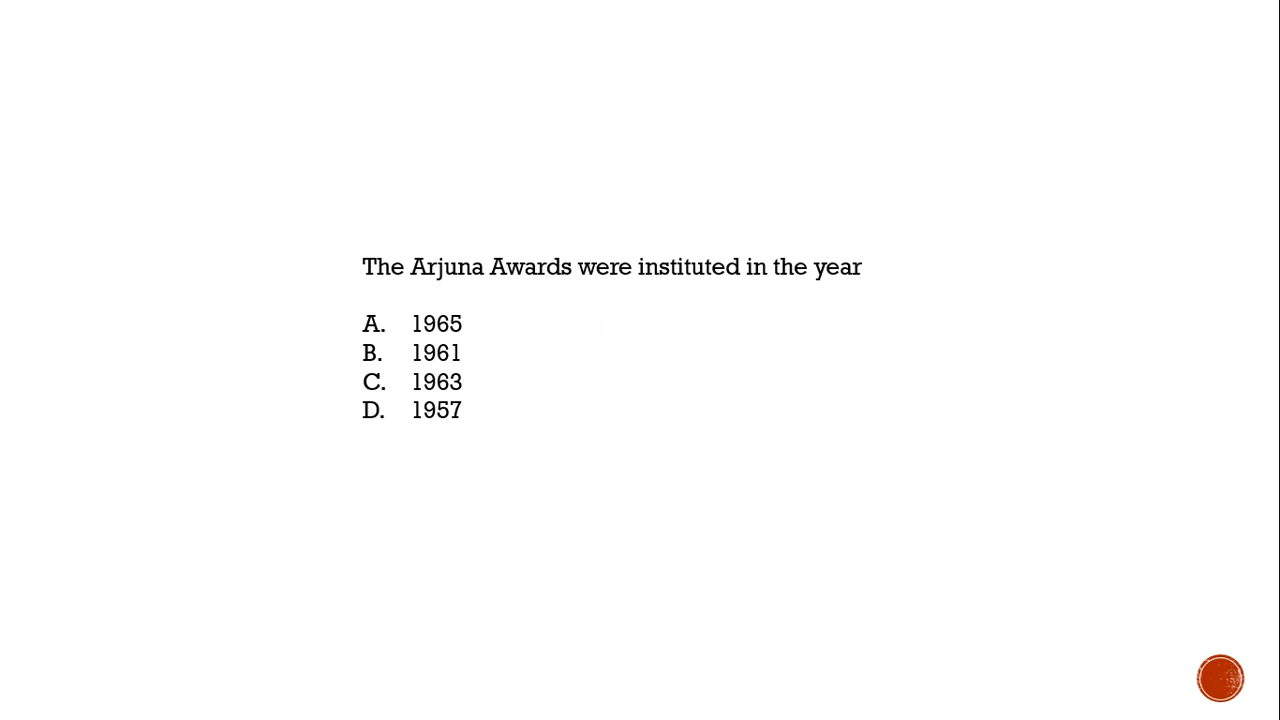 The Arjuna Awards were instituted in the year
A. 1965
B. 1961
C. 1963
D. 1957